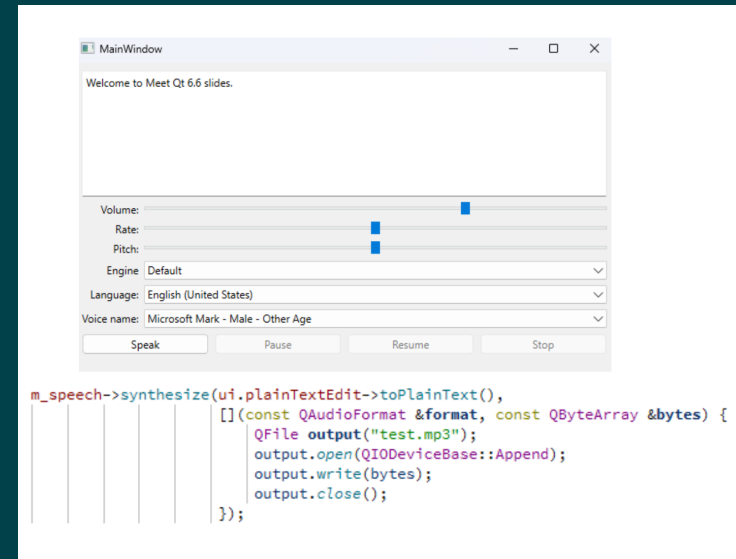 MainWindow
Welcome to Meet Qt 6.6 slides.
Volume:
Rate:
Pitch:
Engine Default
Language: English (United States)
Voice name: Microsoft Mark - Male - Other Age
Speak Pause Resume Stop
m_speech->synthesize(ui.plainTextEdit->toPlainText(),
[](const QAudioFormat &format, const QByteArray &bytes) {
QFile output("test.mp3");
output.open(QIODeviceBase::Append);
output.write(bytes);
output.close();
});